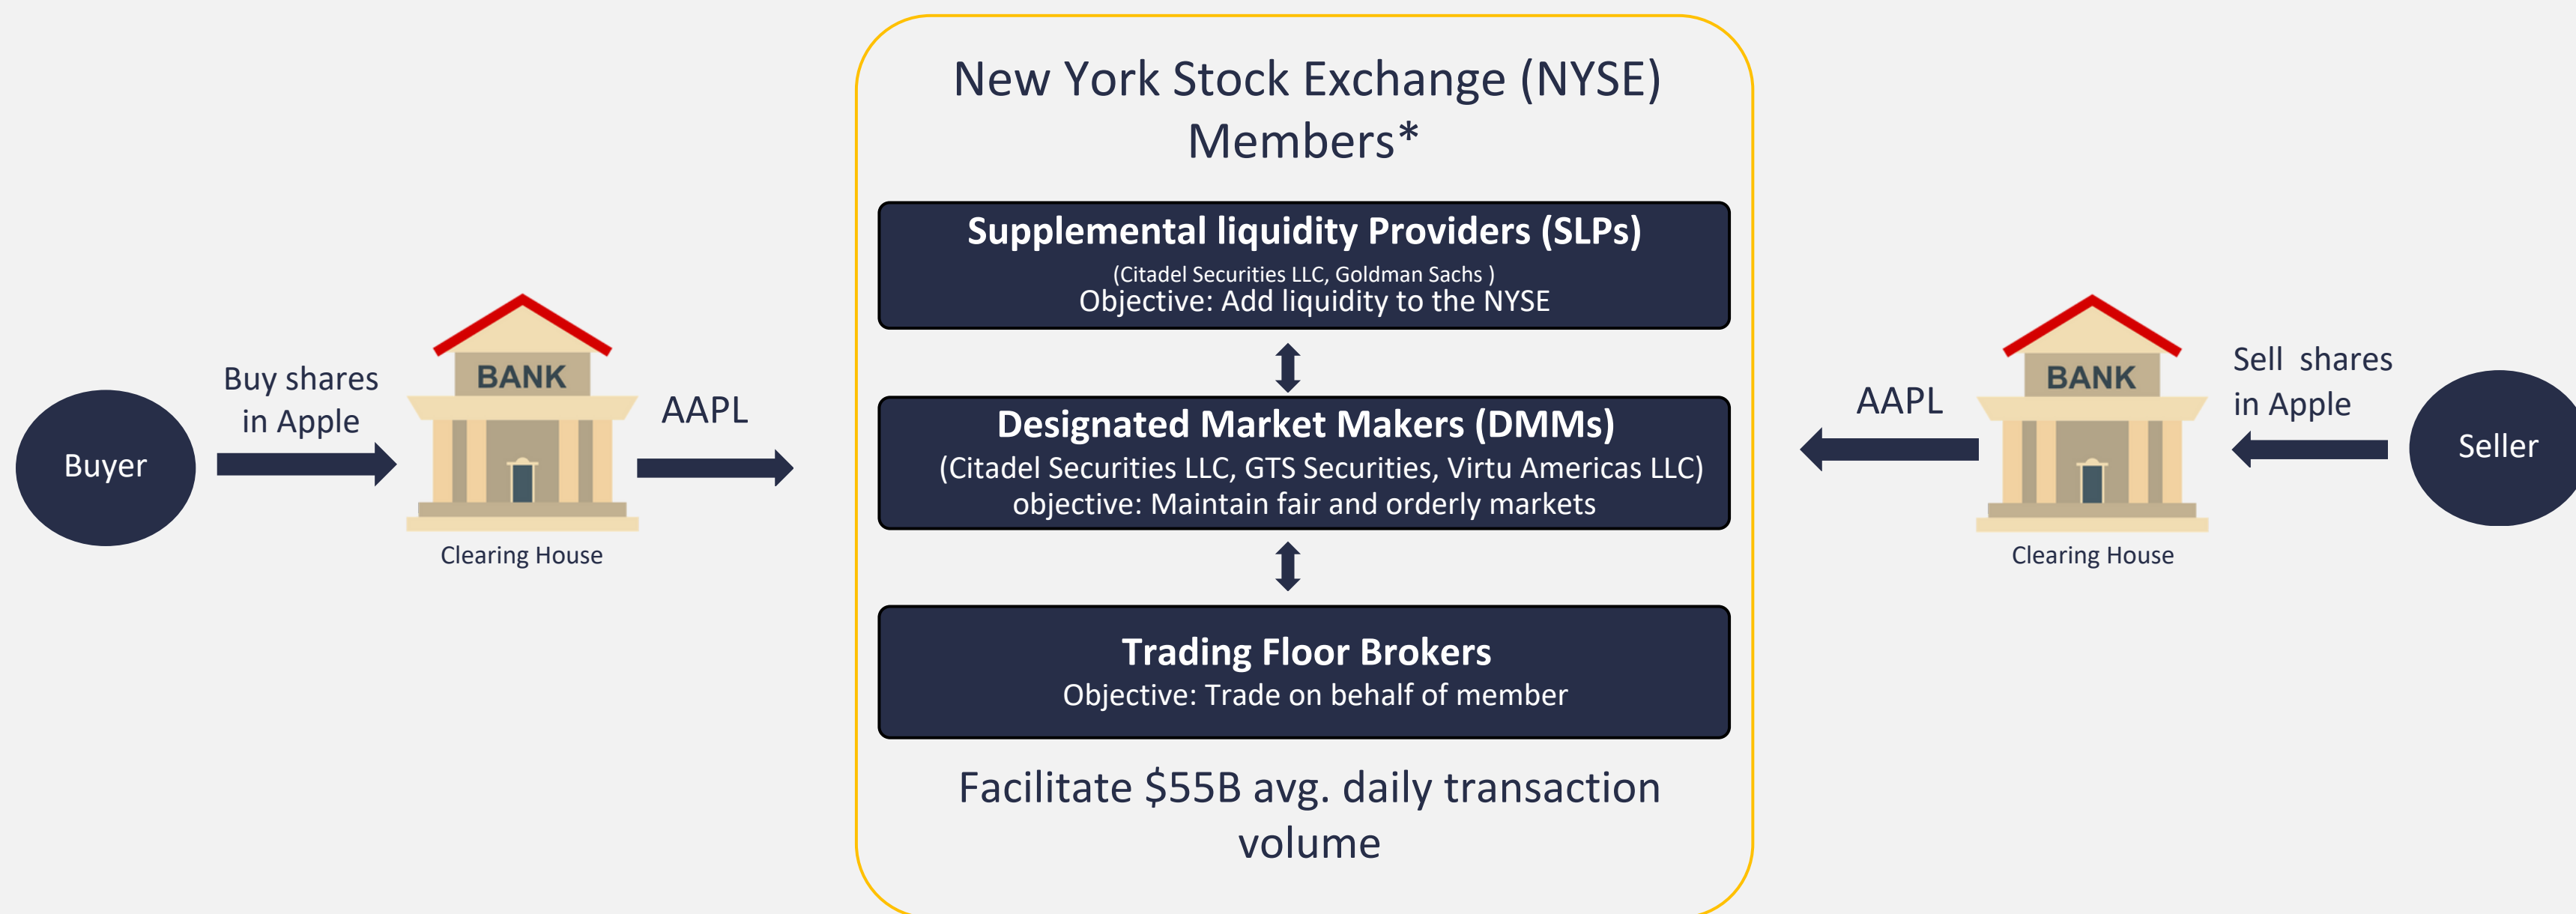 New York Stock Exchange (NYSE)
Members*
Supplemental liquidity Providers (SLPs)
(Citadel Securities LLC, Goldman Sachs )
Objective: Add liquidity to the NYSE
Designated Market Makers (DMMs)
(Citadel Securities LLC, GTS Securities, Virtu Americas LLC)
objective: Maintain fair and orderly markets
Trading Floor Brokers
Objective: Trade on behalf of member
Facilitate $55B avg. daily transaction
volume
Buyer
Buy shares
in Apple
BANK
Clearing House
AAPL
AAPL
BANK
Clearing House
Sell  shares
in Apple
Seller